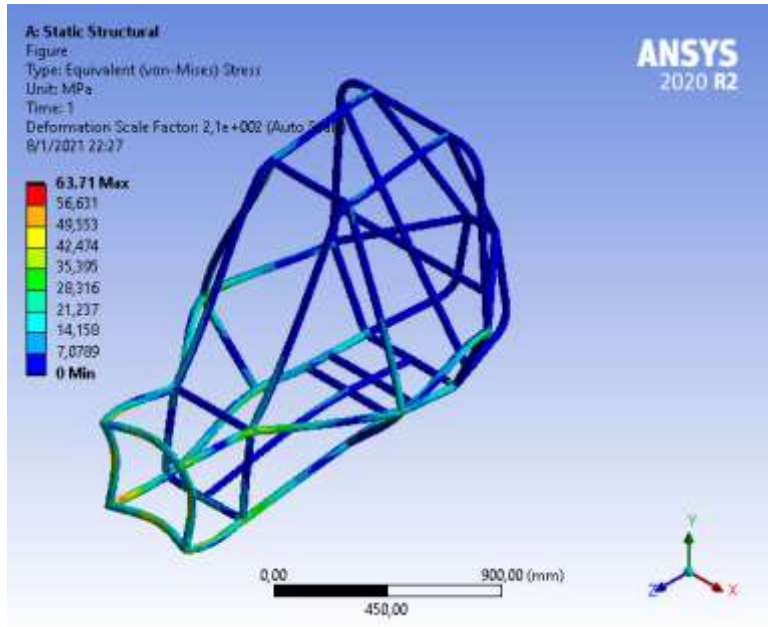 A: Static Structural
Figure
Type: Equivalent (von-Mises) Stress
Unit: MPa
Time: 1
Deformation Scale Factor: 2,1e+002 (Auto
8/1/2021 22:27
ANSYS
2020 R2
63.71 Max
56,631
49,553
42,474
35,395
28,316
21,237
14,158
7,0789
0 Min
0,00
900,00 (mm)
450,00
Y
Z
X